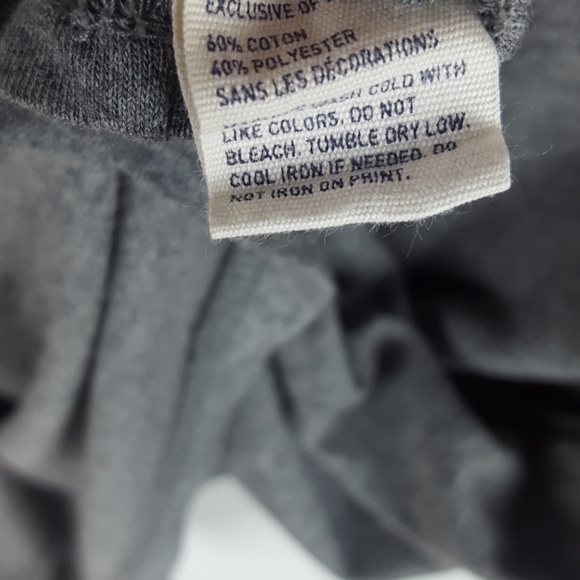 EXCLUSIVE OF
60% COTON
40% POLYESTER
SANS LES DÉCORATIONS
WASH COLD WITH
LIKE COLORS. DO NOT
BLEACH. TUMBLE DRY LOW.
COOL IRON IF NEEDED. DO
NOT IRON ON PRINT.